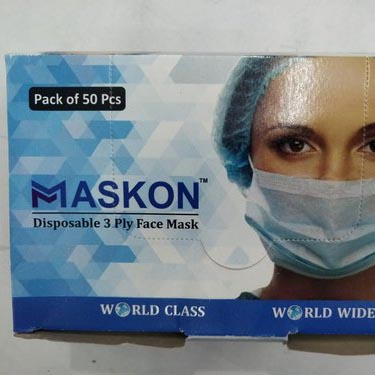 Pack of 50 Pcs
MASKON™
Disposable 3 Ply Face Mask
WORLD CLASS
WORLD WIDE